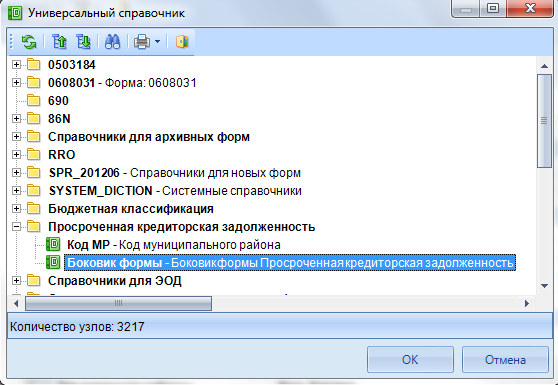 Универсальный справочник
0503184
0608031 - Форма: 0608031
690
86N
Справочники для архивных форм
RRO
SPR_201206 - Справочники для новых форм
SYSTEM_DICTION - Системные справочники
Бюджетная классификация
Просроченная кредиторская задолженность
Код МР - Код муниципального района
Боковик формы - Боковик формы Просроченная кредиторская задолженность
Справочники для ЭОД
Количество узлов: 3217
OK Отмена